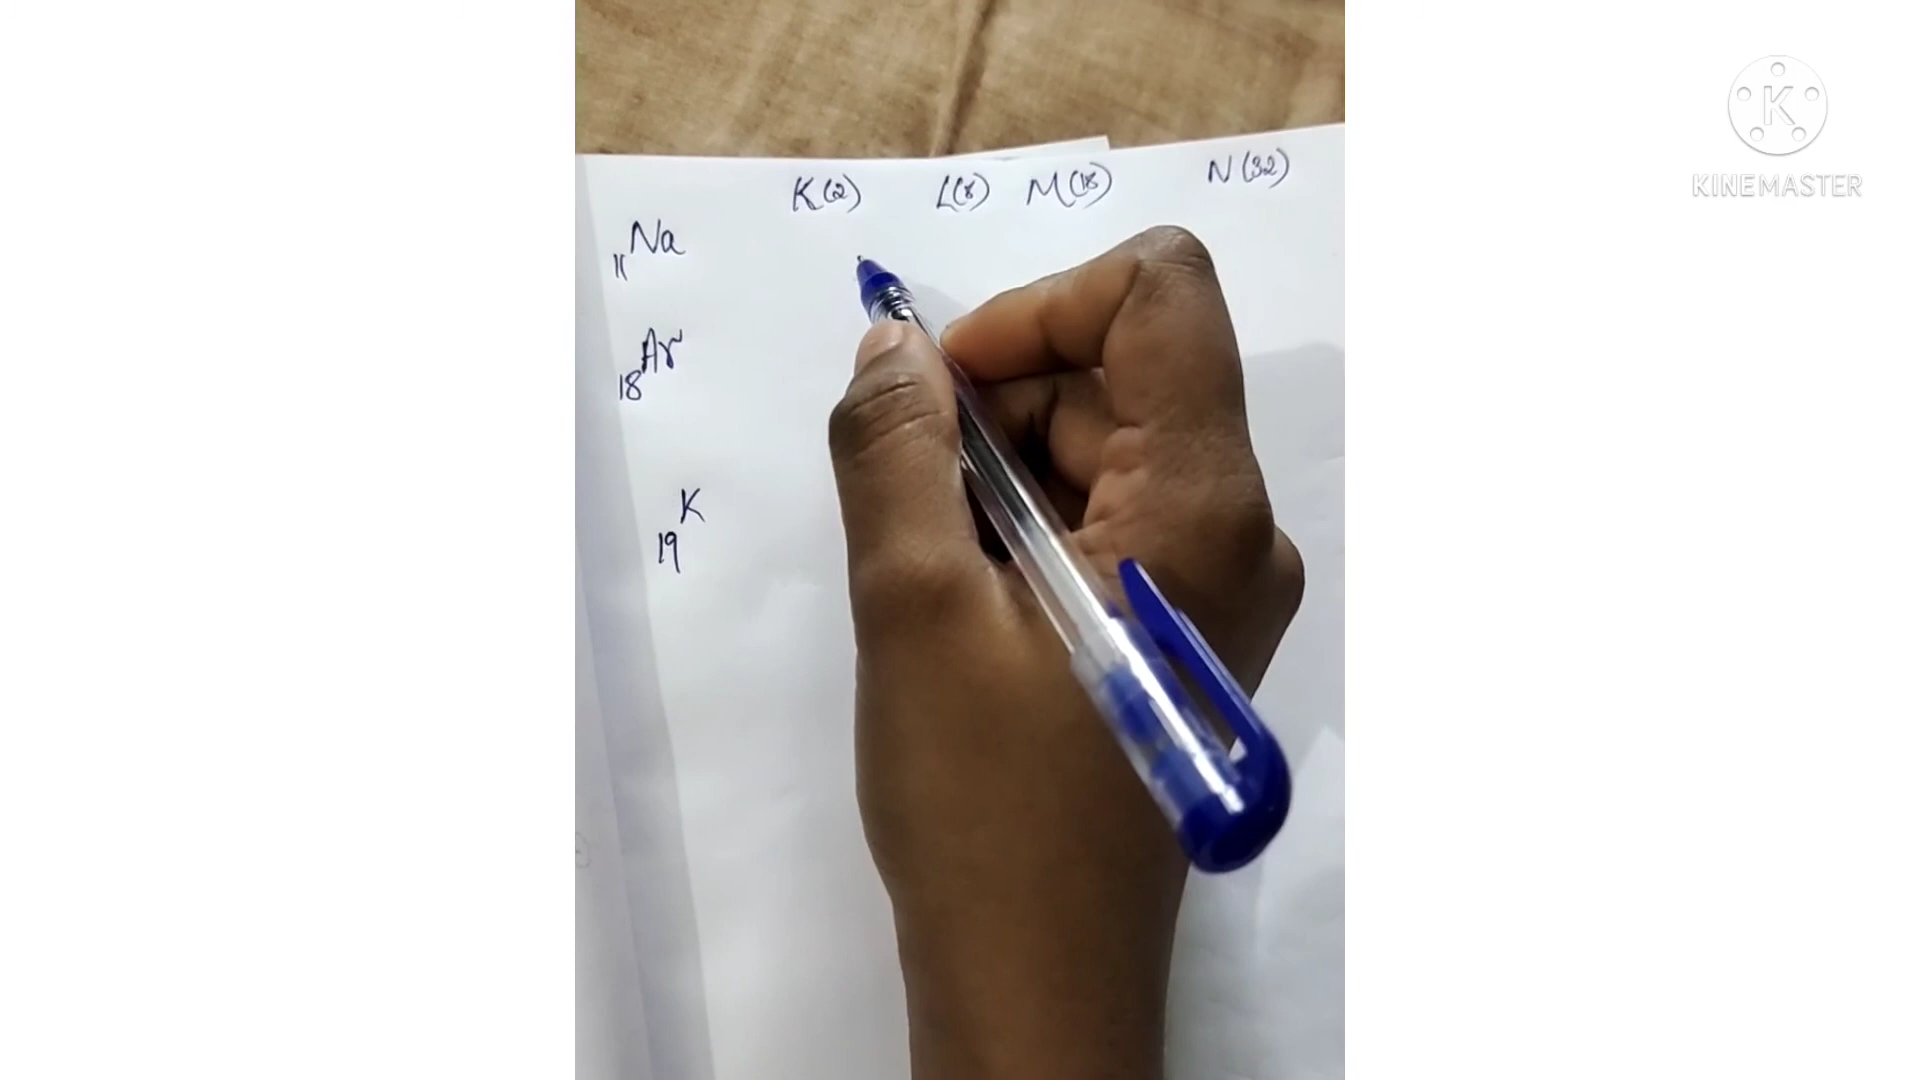 K(2) L(8) M(18) N(32)
11Na
18Ar
19K
K
KINEMASTER